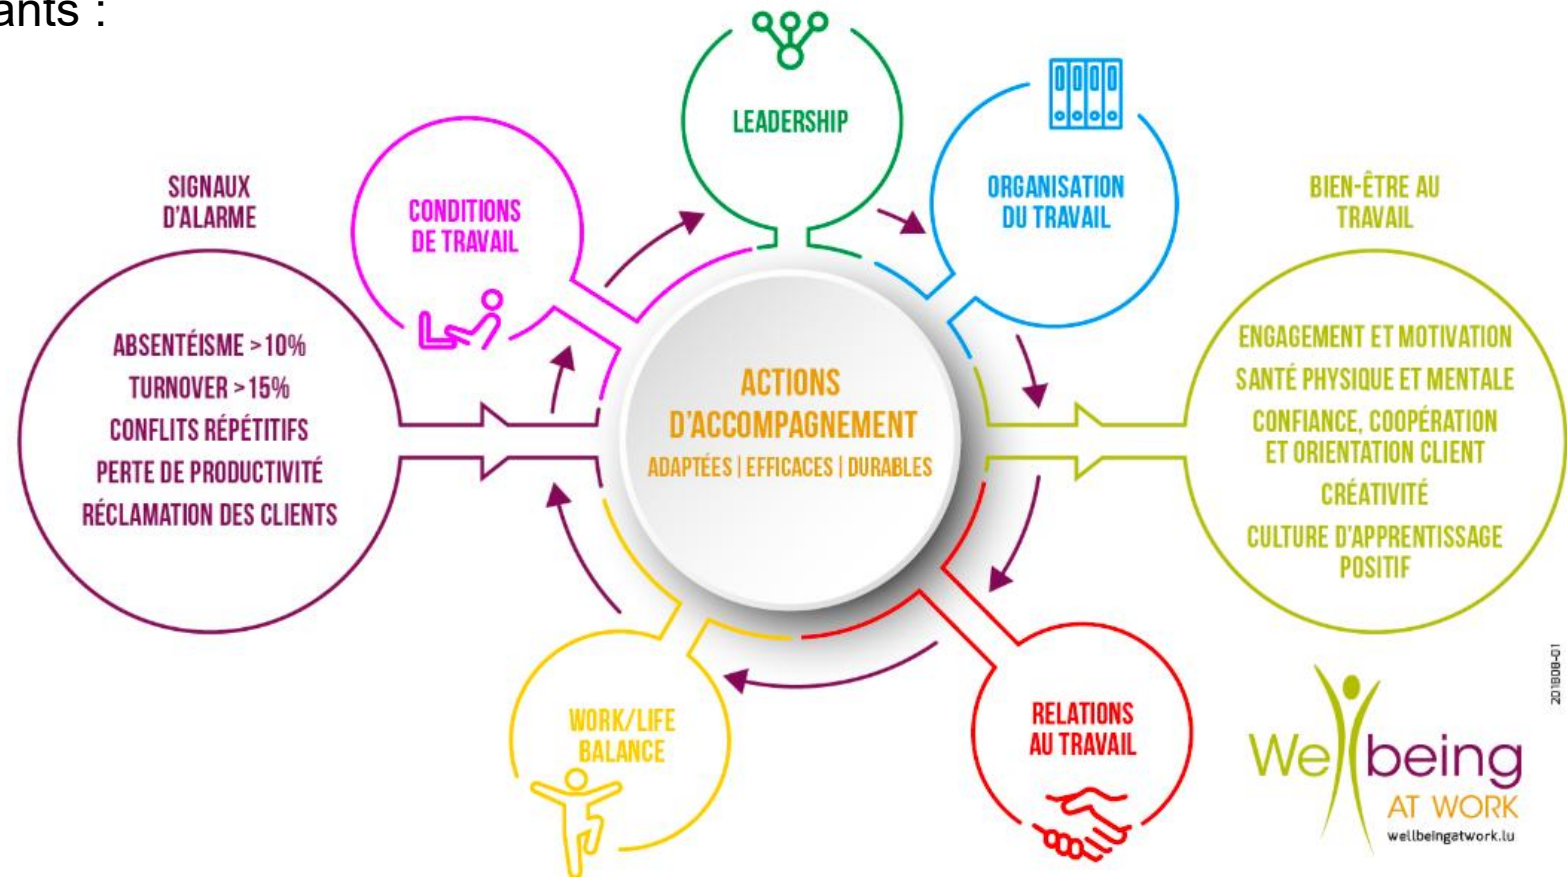 ants :
SIGNAUX
D'ALARME
ABSENTÉISME >10%
TURNOVER >15%
CONFLITS RÉPÉTITIFS
PERTE DE PRODUCTIVITÉ
RÉCLAMATION DES CLIENTS
CONDITIONS
DE TRAVAIL
LEADERSHIP
ORGANISATION
DU TRAVAIL
ACTIONS
D'ACCOMPAGNEMENT
ADAPTÉES | EFFICACES | DURABLES
WORK/LIFE
BALANCE
RELATIONS
AU TRAVAIL
BIEN-ÊTRE AU
TRAVAIL
ENGAGEMENT ET MOTIVATION
SANTÉ PHYSIQUE ET MENTALE
CONFIANCE, COOPÉRATION
ET ORIENTATION CLIENT
CRÉATIVITÉ
CULTURE D'APPRENTISSAGE
POSITIF
201808-01
Wellbeing
AT WORK
wellbeingatwork.lu